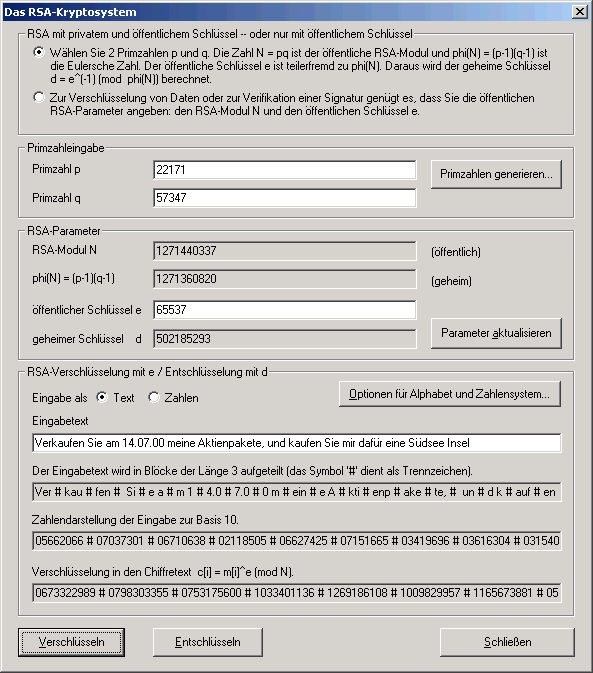 Das RSA-Kryptosystem
RSA mit privatem und öffentlichem Schlüssel -- oder nur mit öffentlichem Schlüssel
Wählen Sie 2 Primzahlen p und q. Die Zahl N = pq ist der öffentliche RSA-Modul und phi(N) = (p-1)(q-1) ist
die Eulersche Zahl. Der öffentliche Schlüssel e ist teilerfremd zu phi(N). Daraus wird der geheime Schlüssel
d = e^(-1) (mod phi(N)) berechnet.
Zur Verschlüsselung von Daten oder zur Verifikation einer Signatur genügt es, dass Sie die öffentlichen
RSA-Parameter angeben: den RSA-Modul N und den öffentlichen Schlüssel e.
Primzahleingabe
Primzahl p 22171 Primzahlen generieren...
Primzahl q 57347
RSA-Parameter
RSA-Modul N 1271440337 (öffentlich)
phi(N) = (p-1)(q-1) 1271360820 (geheim)
öffentlicher Schlüssel e 65537
geheimer Schlüssel d 502185293 Parameter aktualisieren
RSA-Verschlüsselung mit e / Entschlüsselung mit d
Eingabe als Text Zahlen Optionen für Alphabet und Zahlensystem...
Eingabetext
Verkaufen Sie am 14.07.00 meine Aktienpakete, und kaufen Sie mir dafür eine Südsee Insel
Der Eingabetext wird in Blöcke der Länge 3 aufgeteilt (das Symbol '#' dient als Trennzeichen).
Ver # kau # fen #  Si # e a # m 1 # 4.0 # 7.0 # 0 m # ein # e A # kti # enp # ake # te, #  un # d k # auf # en
Zahlendarstellung der Eingabe zur Basis 10.
05662066 # 07037301 # 06710638 # 02118505 # 06627425 # 07151665 # 03419696 # 03616304 # 031540
Verschlüsselung in den Chiffretext c[i] = m[i]^e (mod N).
0673322989 # 0798303355 # 0753175600 # 1033401136 # 1269186108 # 1009829957 # 1165673881 # 05
Verschlüsseln Entschlüsseln Schließen